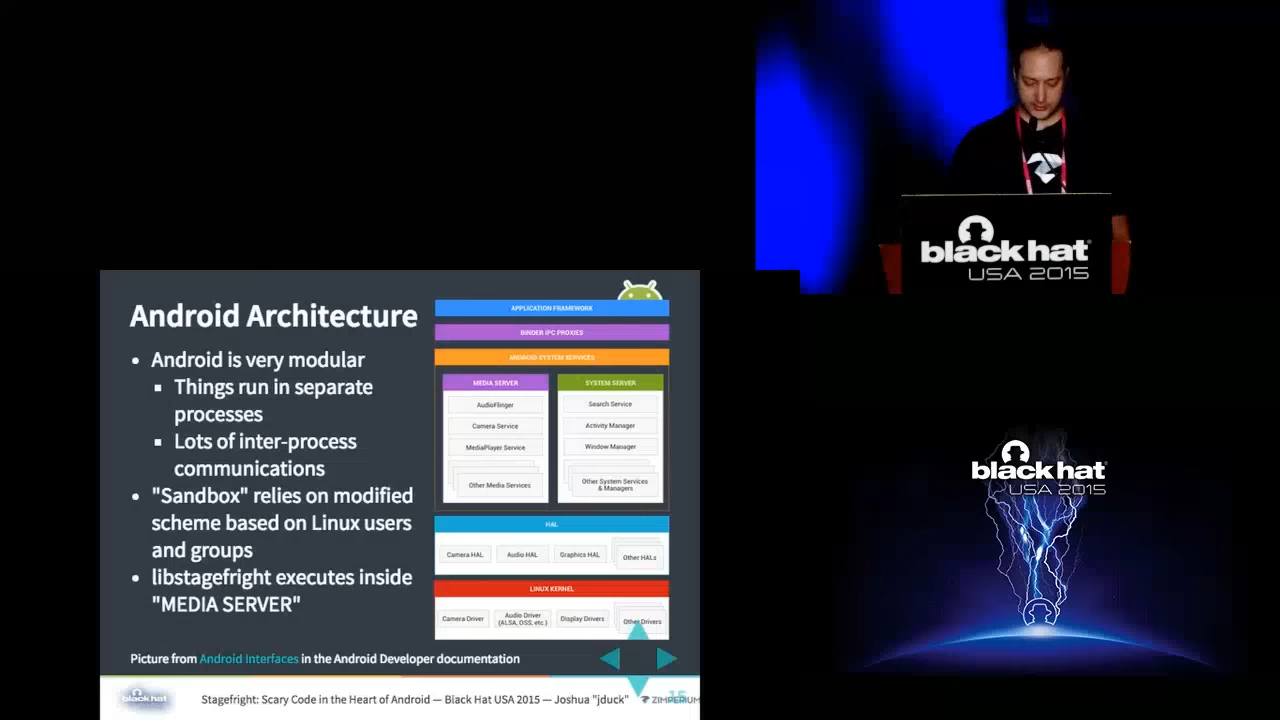 black hat
USA 2015
Android Architecture
• Android is very modular
▪ Things run in separate
processes
▪ Lots of inter-process
communications
• "Sandbox" relies on modified
scheme based on Linux users
and groups
• libstagefright executes inside
"MEDIA SERVER"
APPLICATION FRAMEWORK
BINDER IPC PROXIES
ANDROID SYSTEM SERVICES
MEDIA SERVER
AudioFlinger
Camera Service
MediaPlayer Service
Other Media Services
SYSTEM SERVER
Search Service
Activity Manager
Window Manager
Other System Services
& Managers
HAL
Camera HAL
Audio HAL
Graphics HAL
Other HALs
LINUX KERNEL
Camera Driver
Audio Driver
(ALSA, OSS, etc.)
Display Drivers
Other Drivers
Picture from Android Interfaces in the Android Developer documentation
black hat
Stagefright: Scary Code in the Heart of Android — Black Hat USA 2015 — Joshua "jduck"
ZIMPERIUM
15
black hat
USA 2015